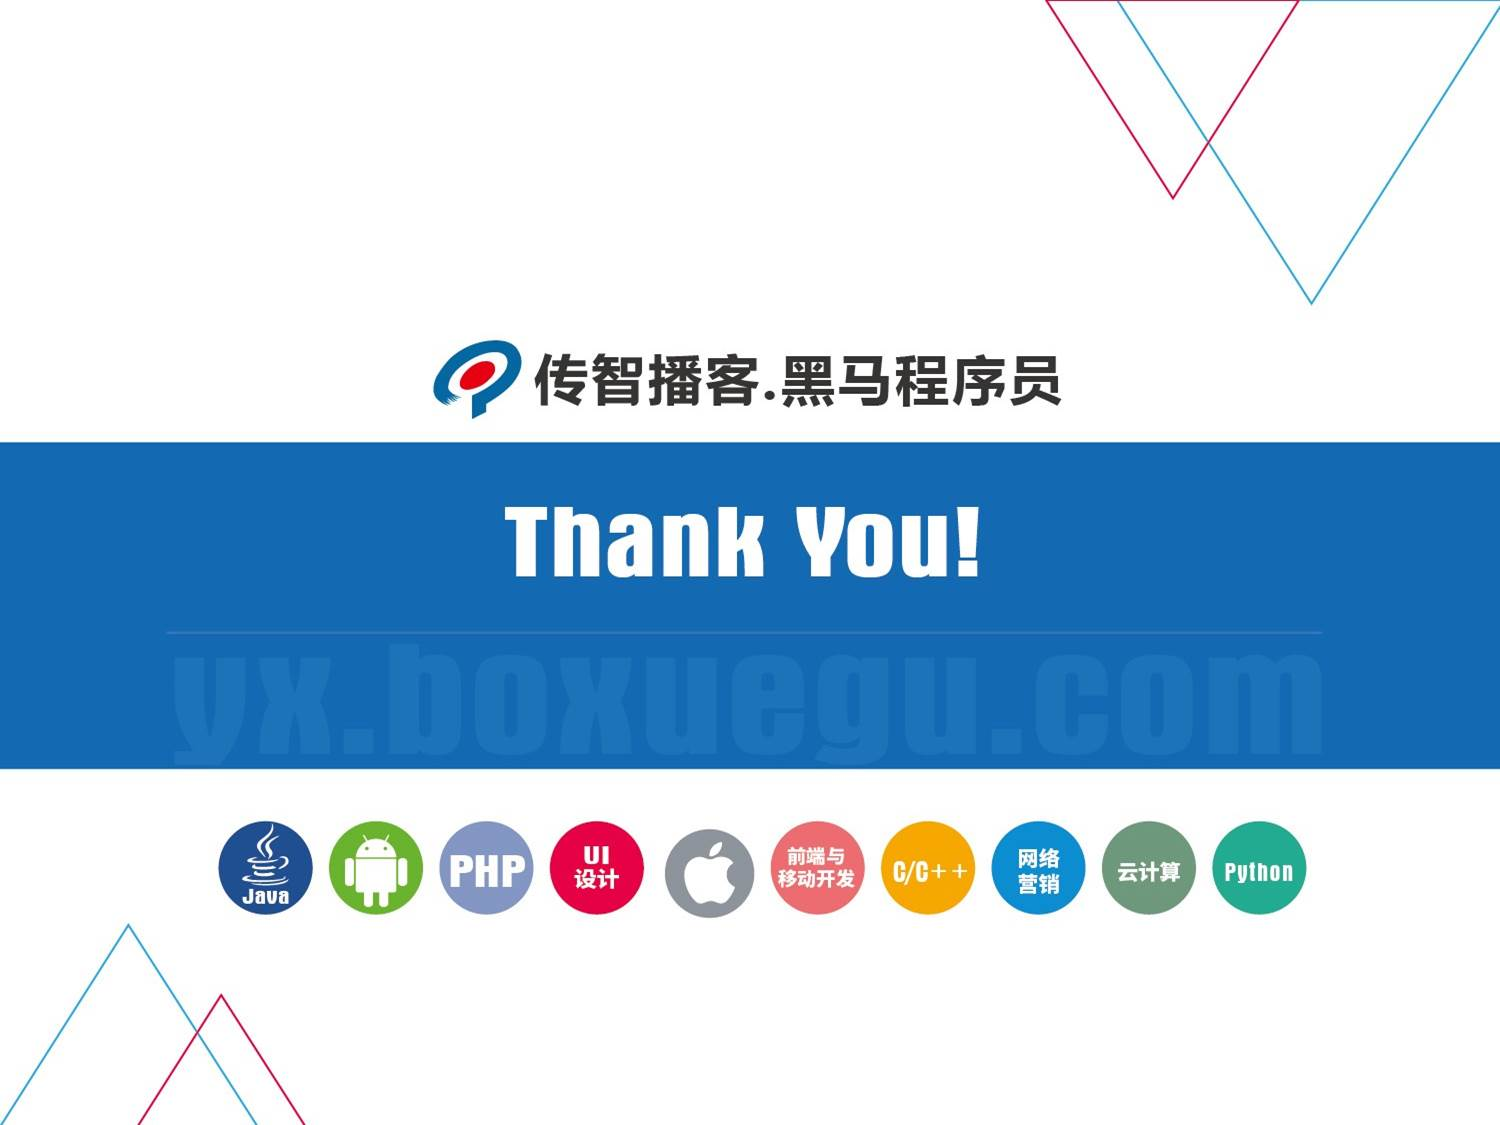 传智播客.黑马程序员
Thank You!
yx.boxuegu.com
Java
PHP
UI
设计
前端与
移动开发
C/C++
网络
营销
云计算
Python